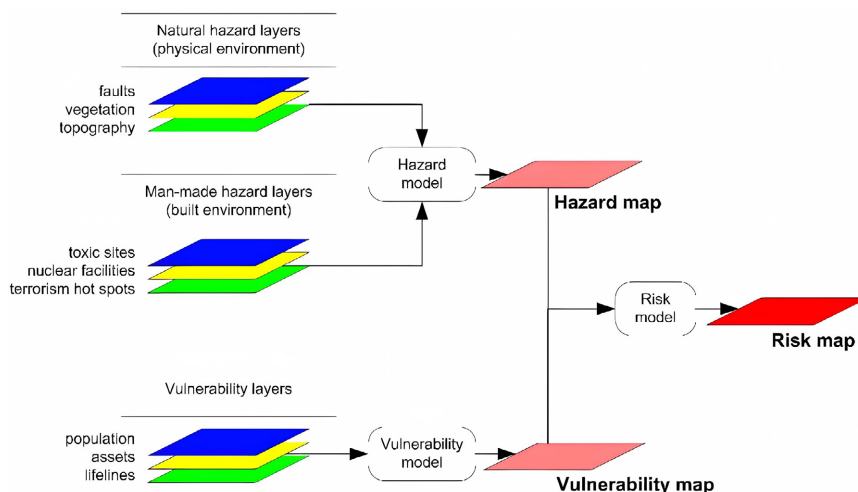 Natural hazard layers
(physical environment)
faults
vegetation
topography
Hazard
model
Hazard map
Man-made hazard layers
(built environment)
toxic sites
nuclear facilities
terrorism hot spots
Risk
model
Risk map
Vulnerability layers
population
assets
lifelines
Vulnerability
model
Vulnerability map